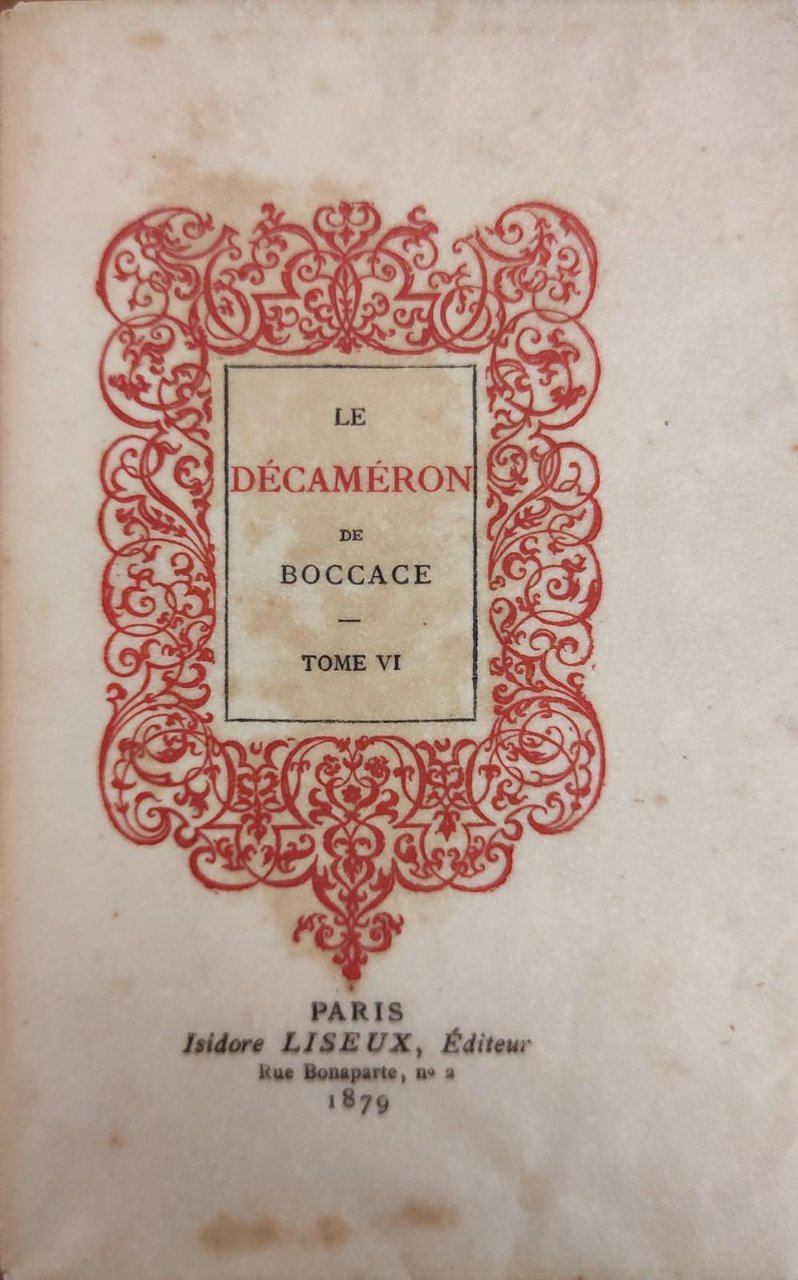 LE
DÉCAMÉRON
DE
BOCCACE
—
TOME VI
PARIS
Isidore LISEUX, Éditeur
Rue Bonaparte, nº 2
1879